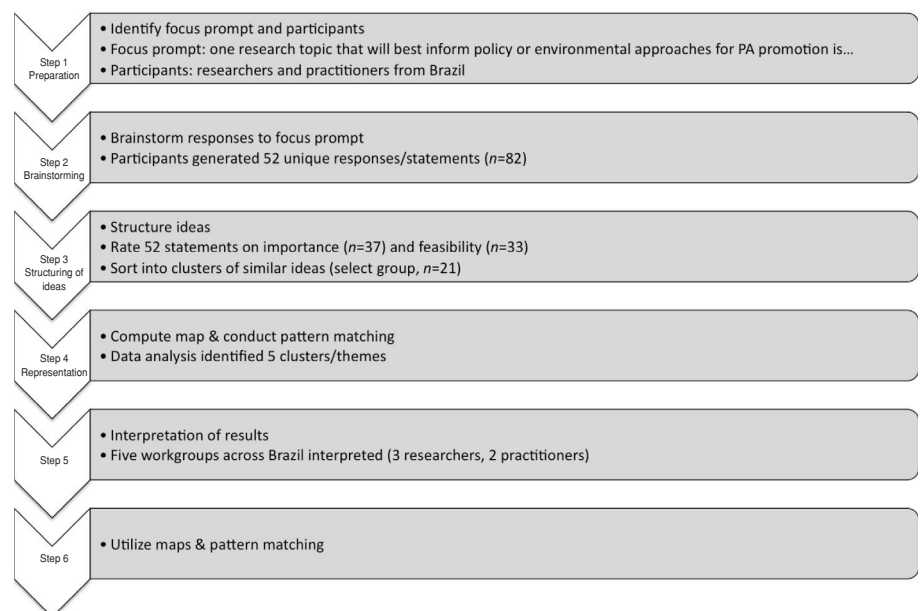 Step 1
Preparation
• Identify focus prompt and participants
• Focus prompt: one research topic that will best inform policy or environmental approaches for PA promotion is...
• Participants: researchers and practitioners from Brazil
Step 2
Brainstorming
• Brainstorm responses to focus prompt
• Participants generated 52 unique responses/statements (n=82)
Step 3
Structuring of
ideas
• Structure ideas
• Rate 52 statements on importance (n=37) and feasibility (n=33)
• Sort into clusters of similar ideas (select group, n=21)
Step 4
Representation
• Compute map & conduct pattern matching
• Data analysis identified 5 clusters/themes
Step 5
• Interpretation of results
• Five workgroups across Brazil interpreted (3 researchers, 2 practitioners)
Step 6
• Utilize maps & pattern matching